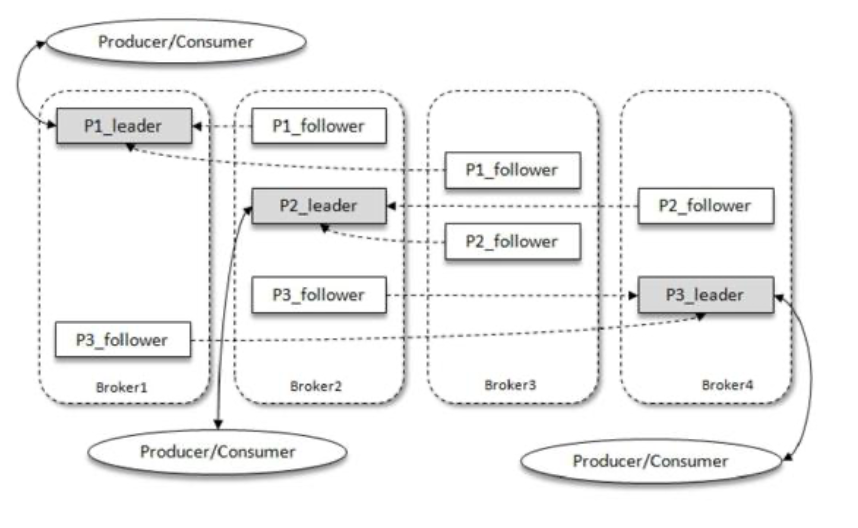 Producer/Consumer
P1_leader
P1_follower
P1_follower
P2_leader
P2_follower
P2_follower
P3_follower
P3_leader
P3_follower
Broker1
Broker2
Broker3
Broker4
Producer/Consumer
Producer/Consumer